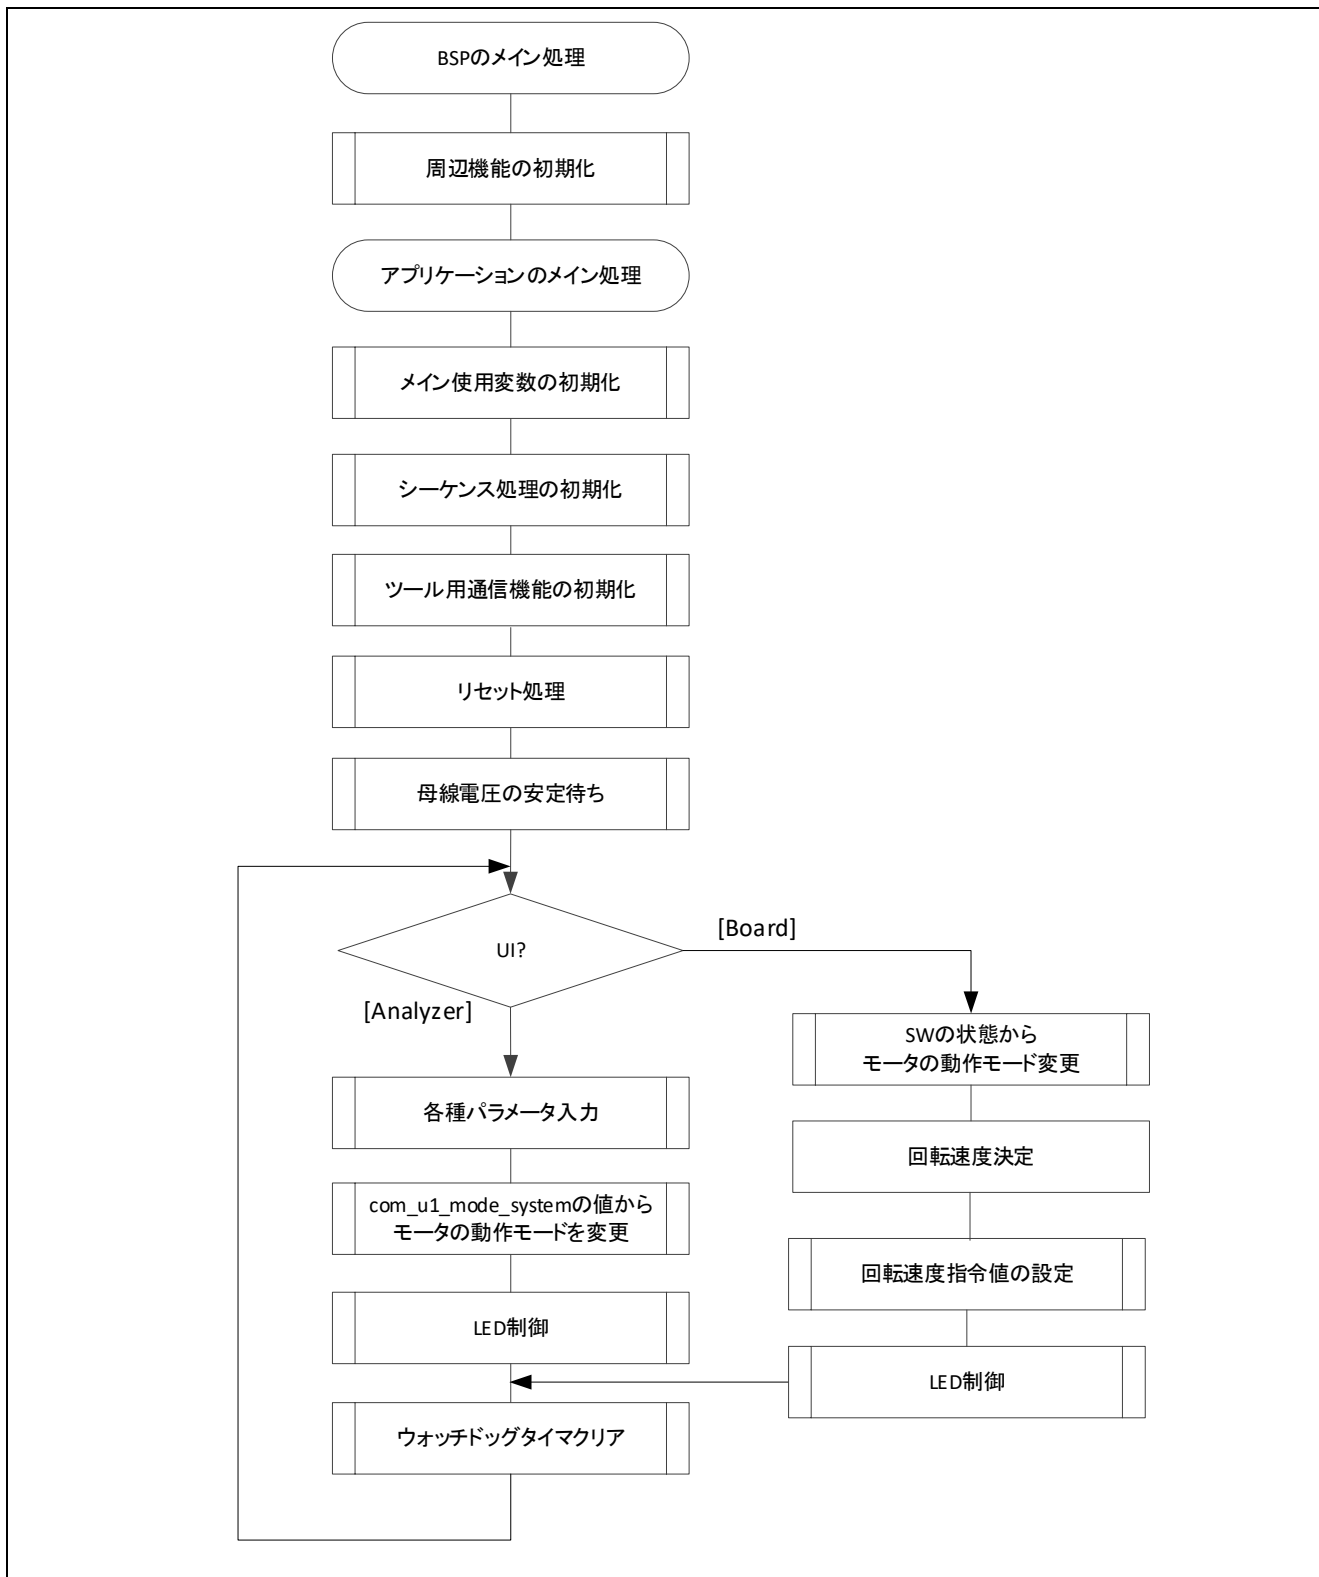 BSPのメイン処理
周辺機能の初期化
アプリケーションのメイン処理
メイン使用変数の初期化
シーケンス処理の初期化
ツール用通信機能の初期化
リセット処理
母線電圧の安定待ち
UI?
[Board]
[Analyzer]
SWの状態から
モータの動作モード変更
各種パラメータ入力
回転速度決定
com_u1_mode_systemの値から
モータの動作モードを変更
回転速度指令値の設定
LED制御
LED制御
ウォッチドッグタイマクリア